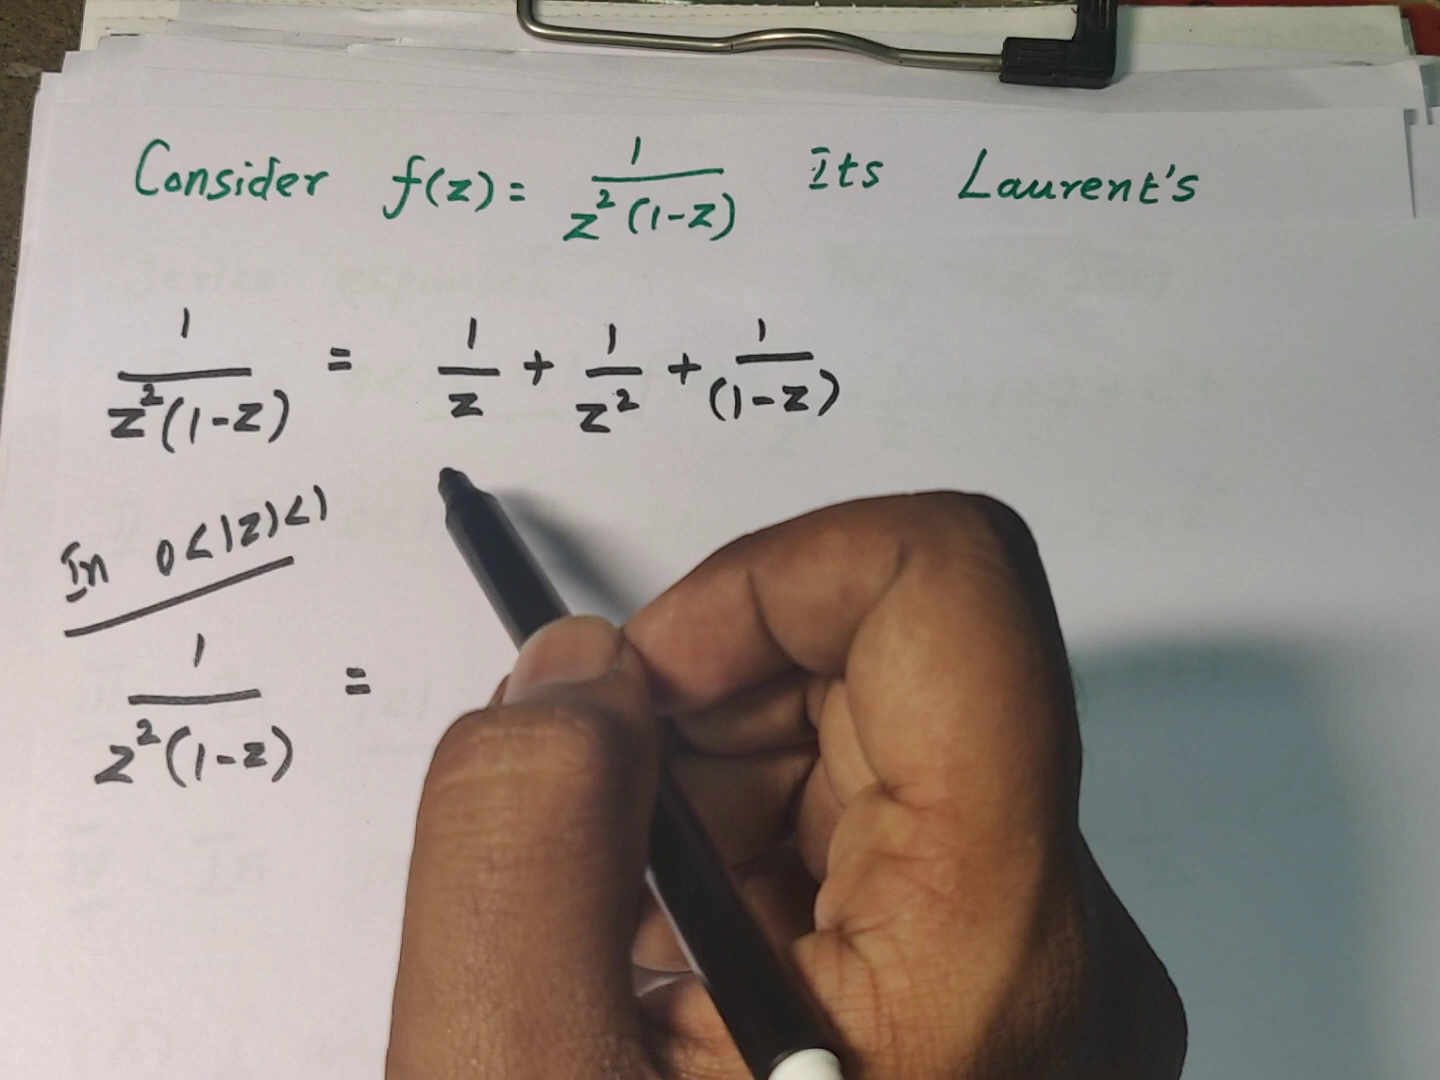 Consider f(z) = 1/z²(1-z) Its Laurent's
1/z²(1-z) = 1/z + 1/z² + 1/(1-z)
In 0<|z|<1
1/z²(1-z) =